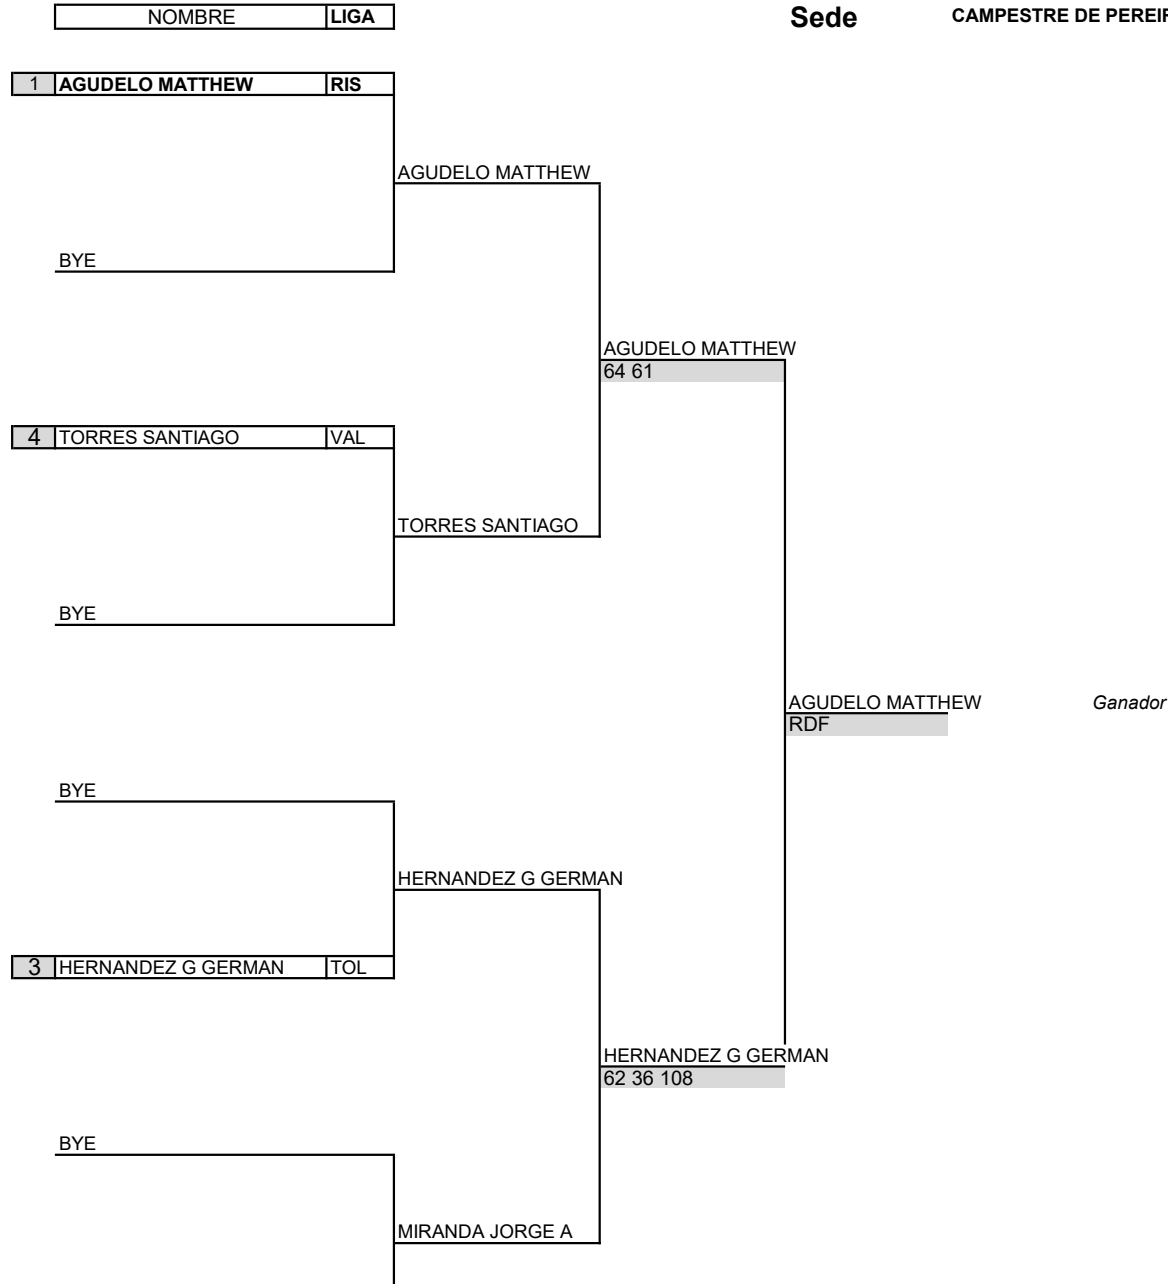 NOMBRE LIGA Sede CAMPESTRE DE PEREI
1 AGUDELO MATTHEW RIS
AGUDELO MATTHEW
BYE
AGUDELO MATTHEW
64 61
4 TORRES SANTIAGO VAL
TORRES SANTIAGO
BYE
AGUDELO MATTHEW Ganador
RDF
BYE
HERNANDEZ G GERMAN
3 HERNANDEZ G GERMAN TOL
HERNANDEZ G GERMAN
62 36 108
BYE
MIRANDA JORGE A